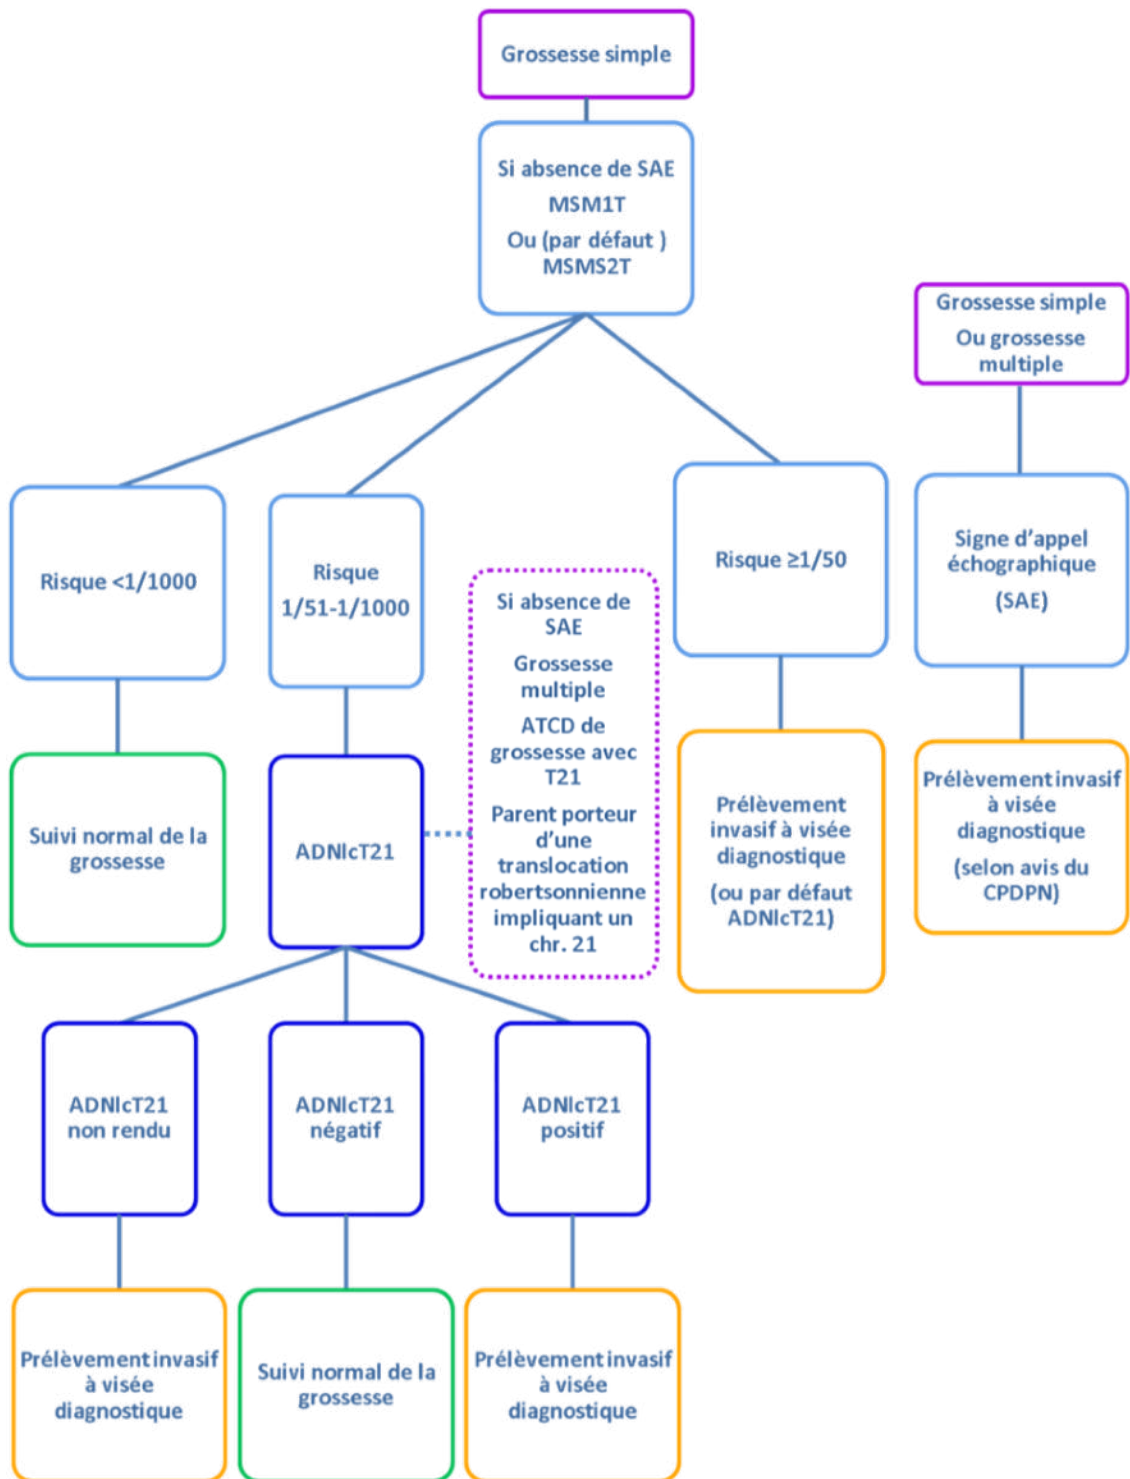 Grossesse simple
Si absence de SAE
MSM1T
Ou (par défaut )
MSMS2T
Grossesse simple
Ou grossesse
multiple
Risque <1/1000
Risque
1/51-1/1000
Risque ≥1/50
Signe d'appel
échographique
(SAE)
Si absence de
SAE
Grossesse
multiple
ATCD de
grossesse avec
T21
Parent porteur
d'une
translocation
robertsonnienne
impliquant un
chr. 21
Suivi normal de la
grossesse
ADNlcT21
Prélèvement
invasif à visée
diagnostique
(ou par défaut
ADNlcT21)
Prélèvement invasif
à visée
diagnostique
(selon avis du
CPDPN)
ADNlcT21
non rendu
ADNlcT21
négatif
ADNlcT21
positif
Prélèvement invasif
à visée
diagnostique
Suivi normal de la
grossesse
Prélèvement invasif
à visée
diagnostique